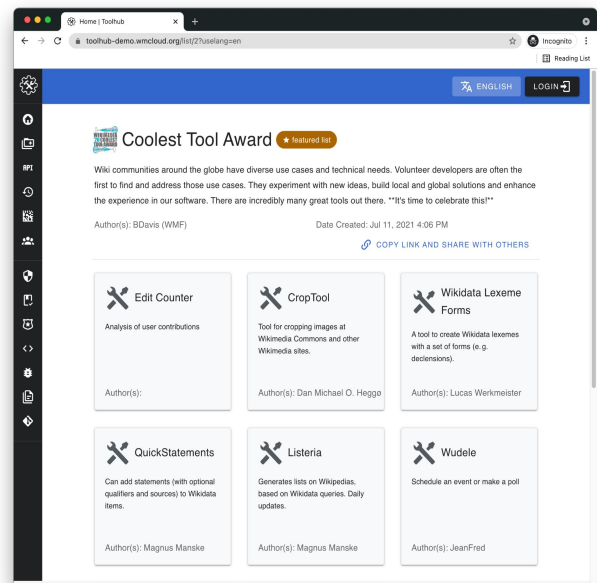 Home | Toolhub
toolhub-demo.wmcloud.org/list/2?uselang=en
Incognito
Reading List
ENGLISH
LOGIN
API
Coolest Tool Award
featured list
Wiki communities around the globe have diverse use cases and technical needs. Volunteer developers are often the
first to find and address those use cases. They experiment with new ideas, build local and global solutions and enhance
the experience in our software. There are incredibly many great tools out there. **It's time to celebrate this!**
Author(s): BDavis (WMF)
Date Created: Jul 11, 2021 4:06 PM
COPY LINK AND SHARE WITH OTHERS
Edit Counter
Analysis of user contributions
Author(s):
CropTool
Tool for cropping images at
Wikimedia Commons and other
Wikimedia sites.
Author(s): Dan Michael O. Heggø
Wikidata Lexeme
Forms
A tool to create Wikidata lexemes
with a set of forms (e. g.
declensions).
Author(s): Lucas Werkmeister
QuickStatements
Can add statements (with optional
qualifiers and sources) to Wikidata
items.
Author(s): Magnus Manske
Listeria
Generates lists on Wikipedias,
based on Wikidata queries. Daily
updates.
Author(s): Magnus Manske
Wudele
Schedule an event or make a poll
Author(s): JeanFred